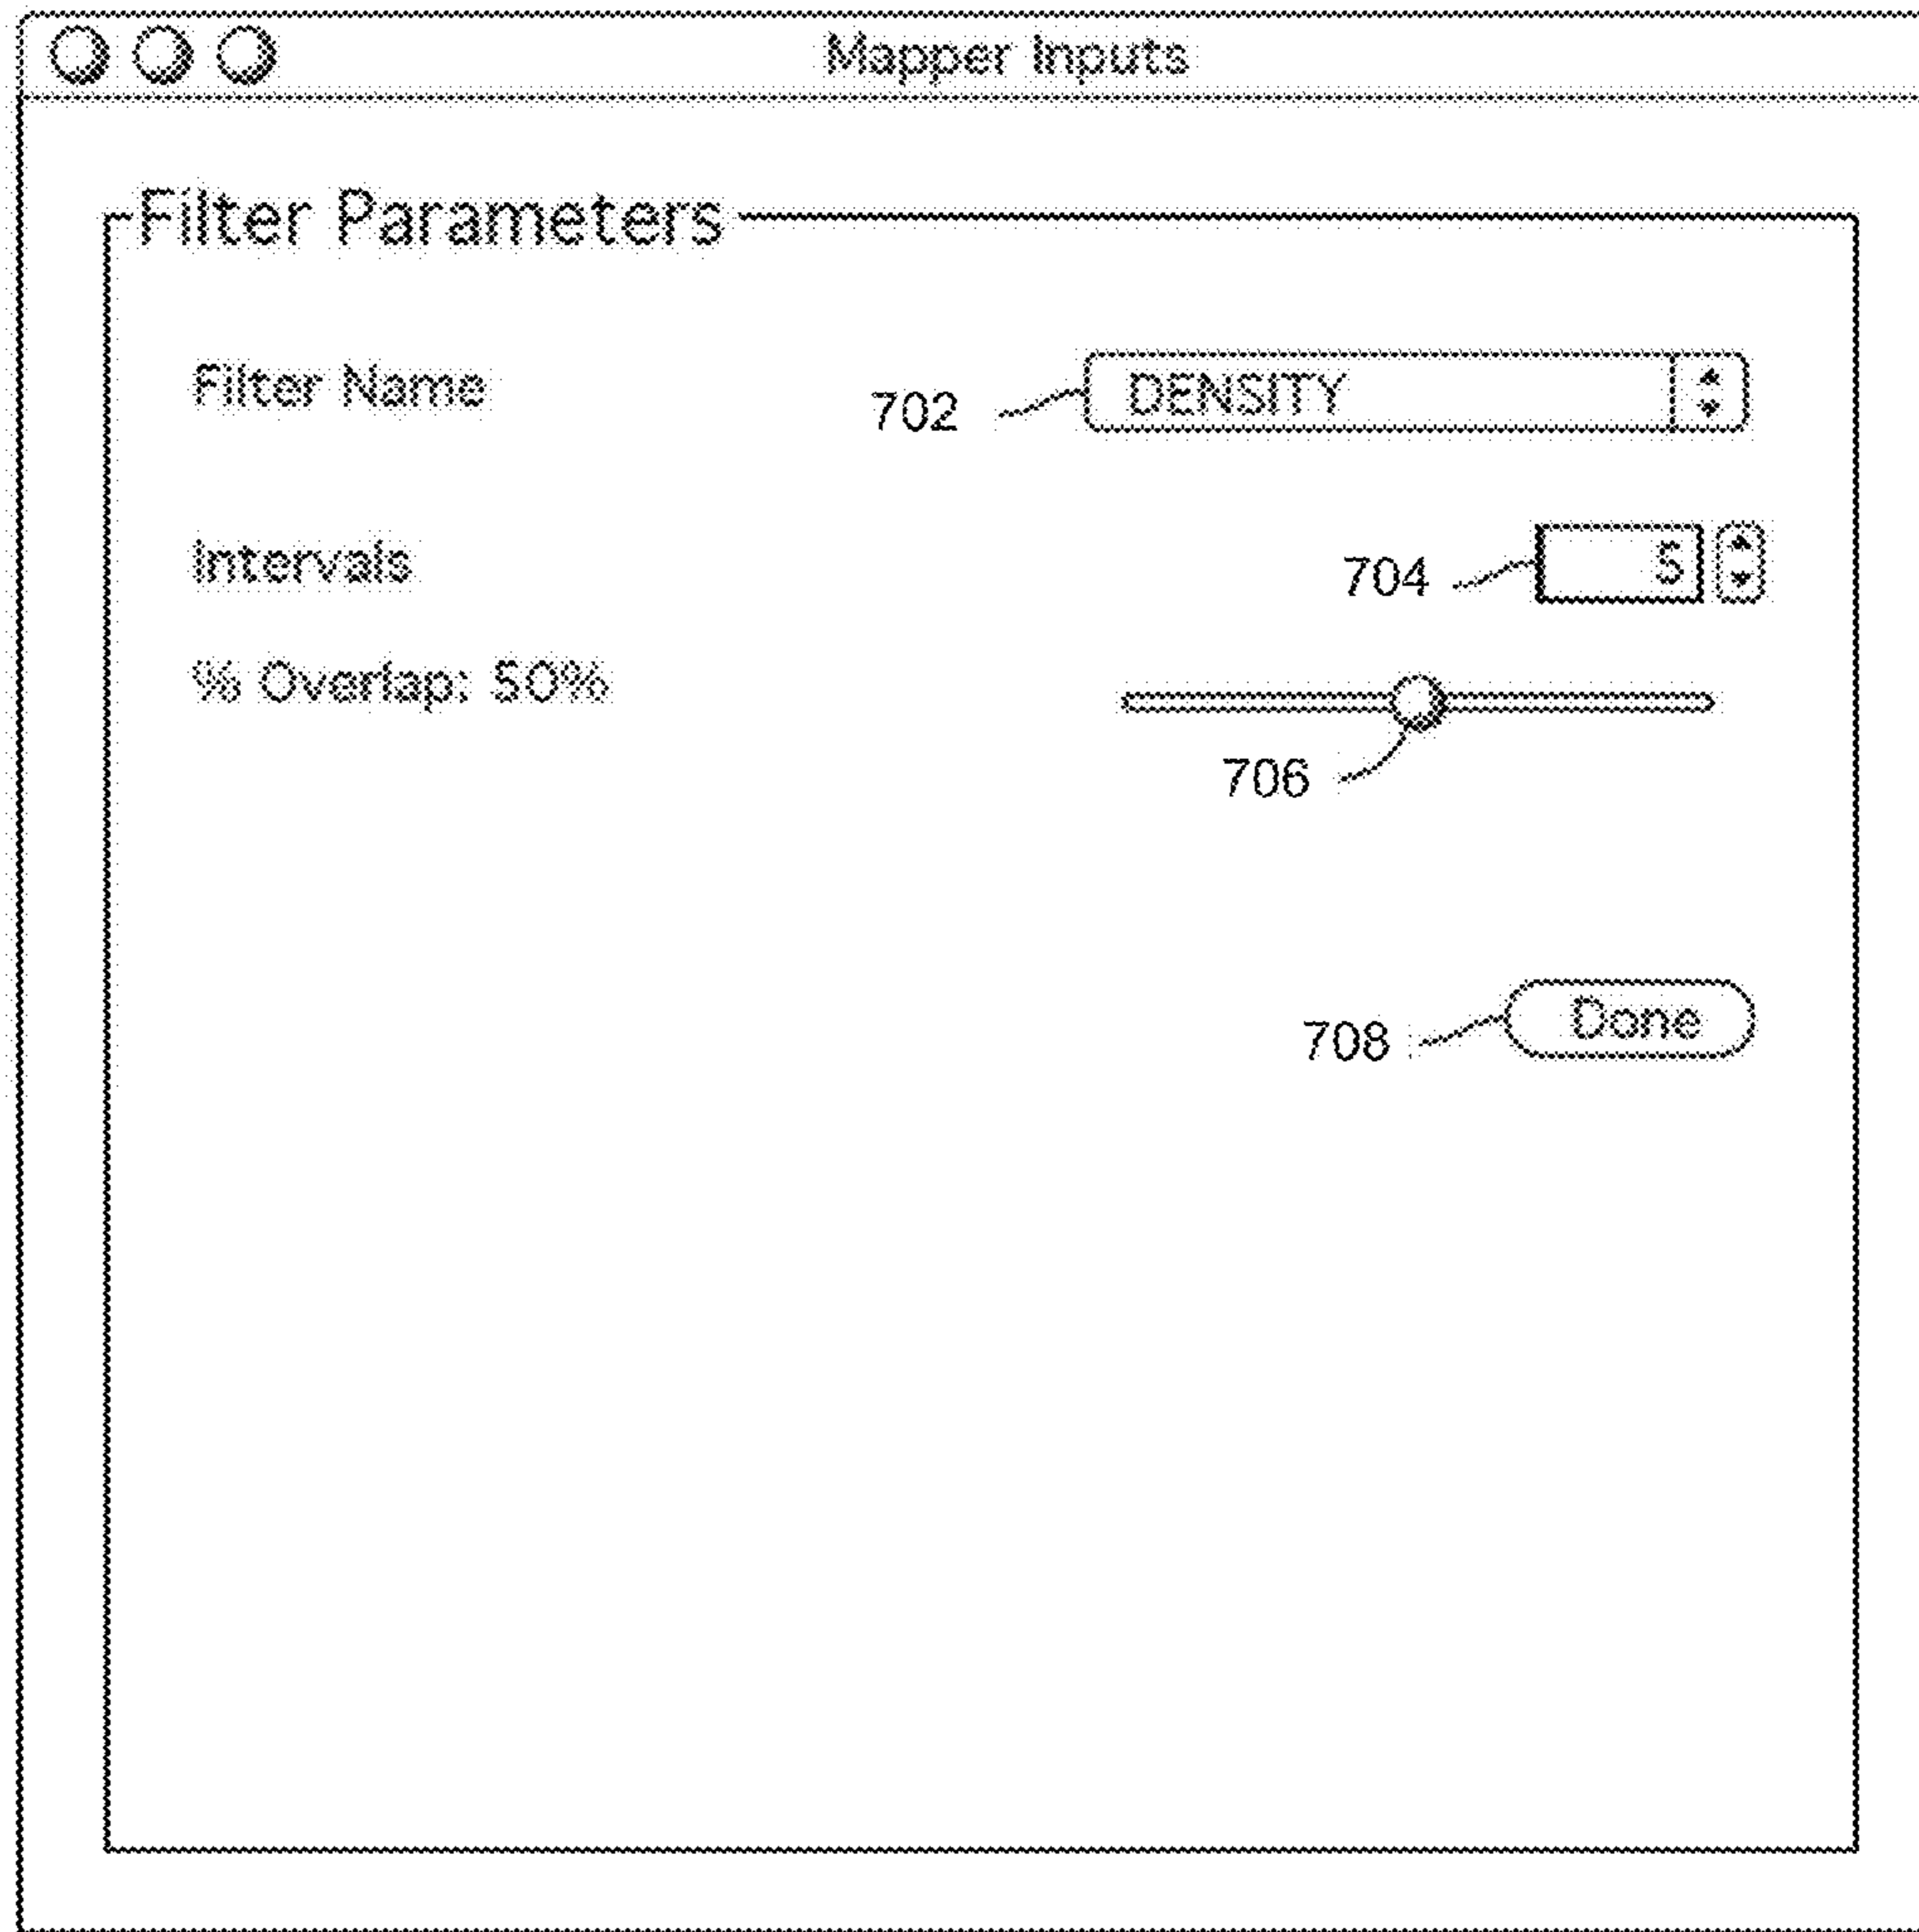 Mapper Inputs
Filter Parameters
Filter Name 702 DENSITY
Intervals 704 5
% Overlap: 50%
706
708 Done